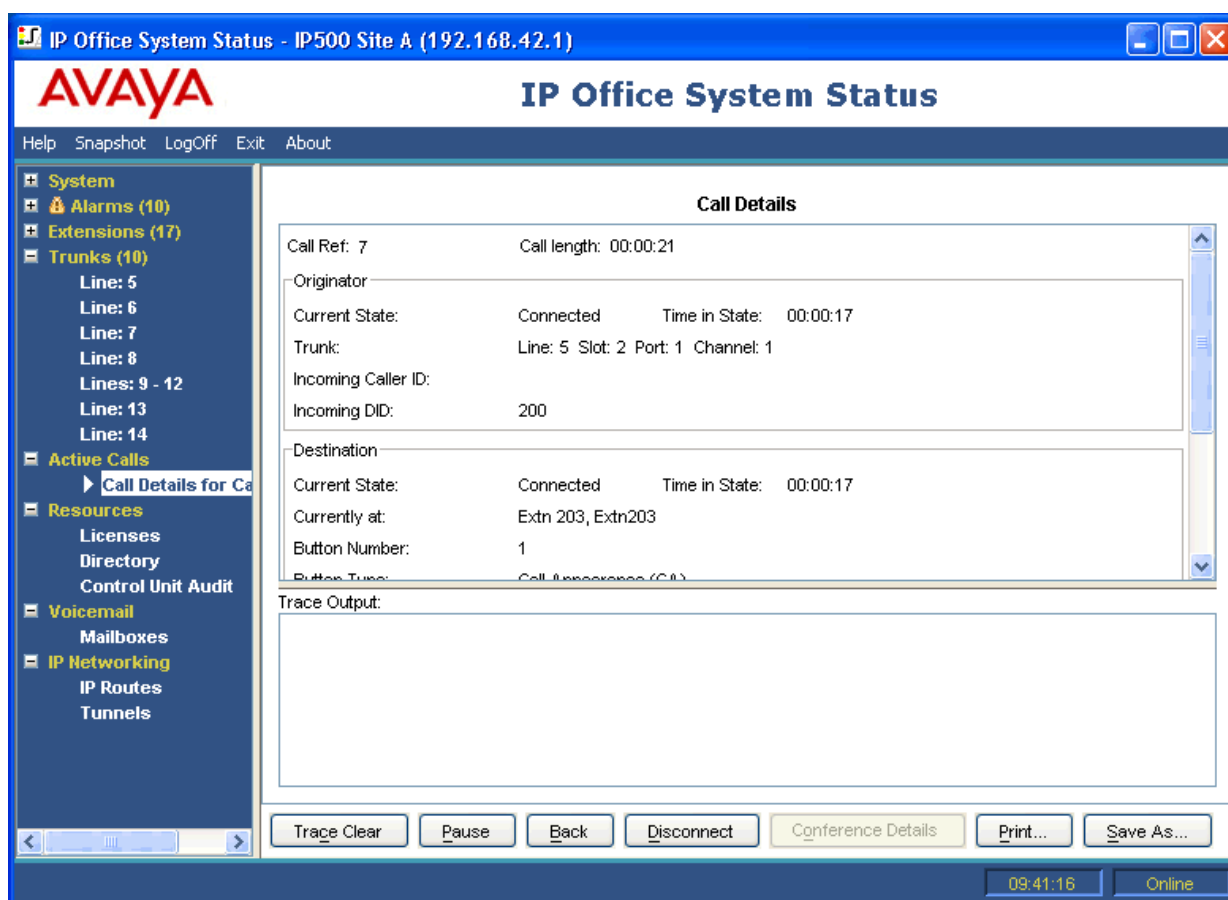 IP Office System Status - IP500 Site A (192.168.42.1)
AVAYA
IP Office System Status
Help Snapshot LogOff Exit About
System
Alarms (10)
Extensions (17)
Trunks (10)
Line: 5
Line: 6
Line: 7
Line: 8
Lines: 9 - 12
Line: 13
Line: 14
Active Calls
Call Details for Ca
Resources
Licenses
Directory
Control Unit Audit
Voicemail
Mailboxes
IP Networking
IP Routes
Tunnels
Call Details
Call Ref: 7 Call length: 00:00:21
Originator
Current State: Connected Time in State: 00:00:17
Trunk: Line: 5 Slot: 2 Port: 1 Channel: 1
Incoming Caller ID:
Incoming DID: 200
Destination
Current State: Connected Time in State: 00:00:17
Currently at: Extn 203, Extn203
Button Number: 1
Button Type: Call Appearance (CA)
Trace Output:
Trace Clear Pause Back Disconnect Conference Details Print... Save As...
09:41:16 Online